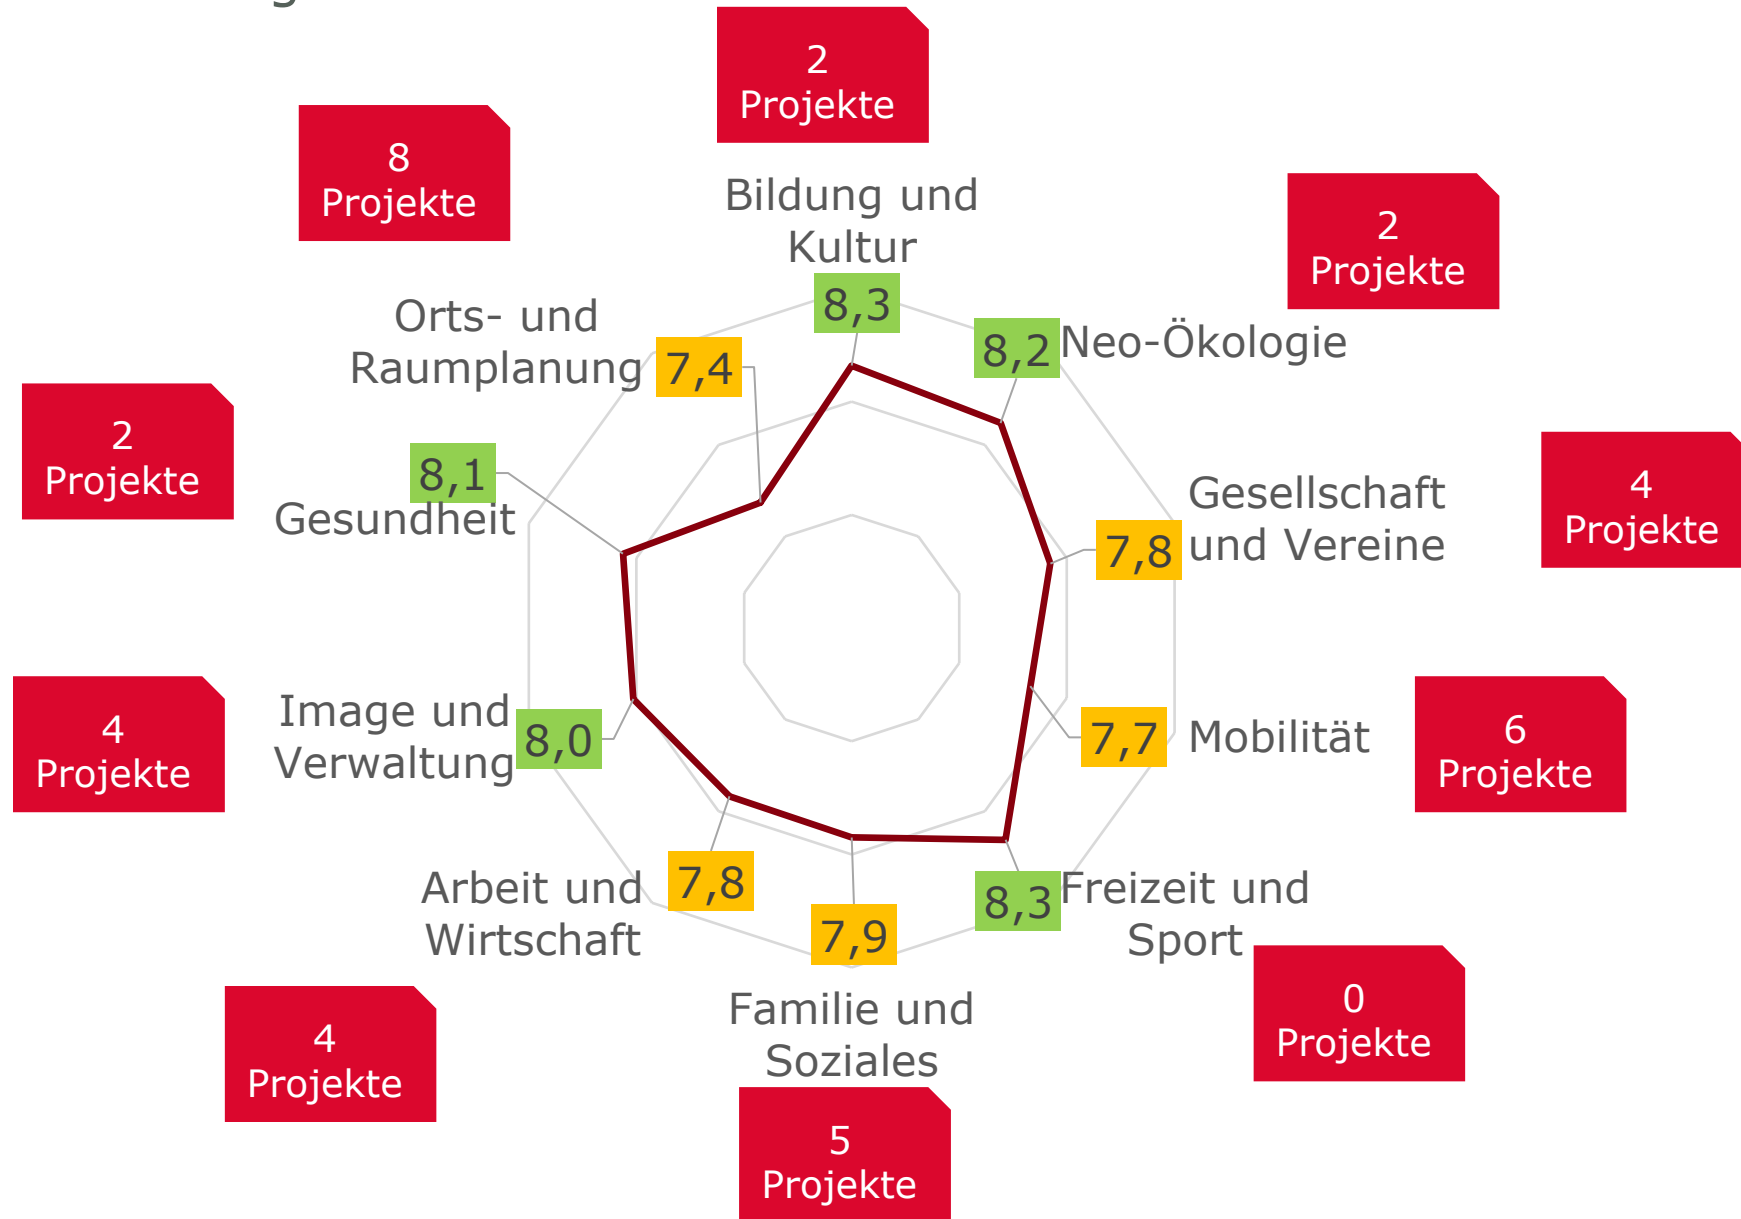 2
Projekte
8
Projekte
Bildung und
Kultur
8,3
2
Projekte
Orts- und
Raumplanung
7,4
8,2
Neo-Ökologie
2
Projekte
8,1
Gesundheit
Gesellschaft
und Vereine
7,8
4
Projekte
4
Projekte
Image und
Verwaltung
8,0
7,7
Mobilität
6
Projekte
Arbeit und
Wirtschaft
7,8
7,9
8,3
Freizeit und
Sport
4
Projekte
Familie und
Soziales
0
Projekte
5
Projekte